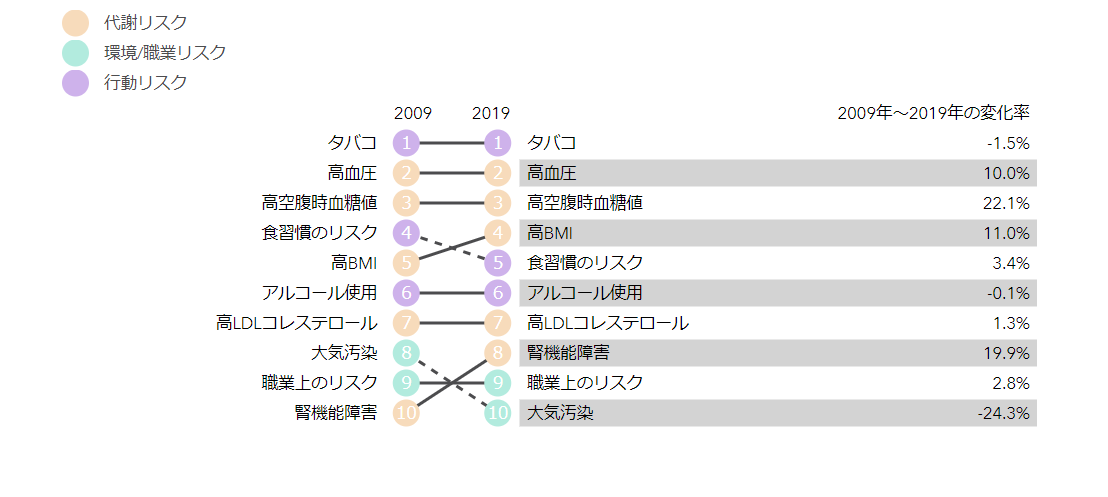 代謝リスク
環境/職業リスク
行動リスク
2009 2019 2009年～2019年の変化率
タバコ 1 1 タバコ -1.5%
高血圧 2 2 高血圧 10.0%
高空腹時血糖値 3 3 高空腹時血糖値 22.1%
食習慣のリスク 4 4 高BMI 11.0%
高BMI 5 5 食習慣のリスク 3.4%
アルコール使用 6 6 アルコール使用 -0.1%
高LDLコレステロール 7 7 高LDLコレステロール 1.3%
大気汚染 8 8 腎機能障害 19.9%
職業上のリスク 9 9 職業上のリスク 2.8%
腎機能障害 10 10 大気汚染 -24.3%